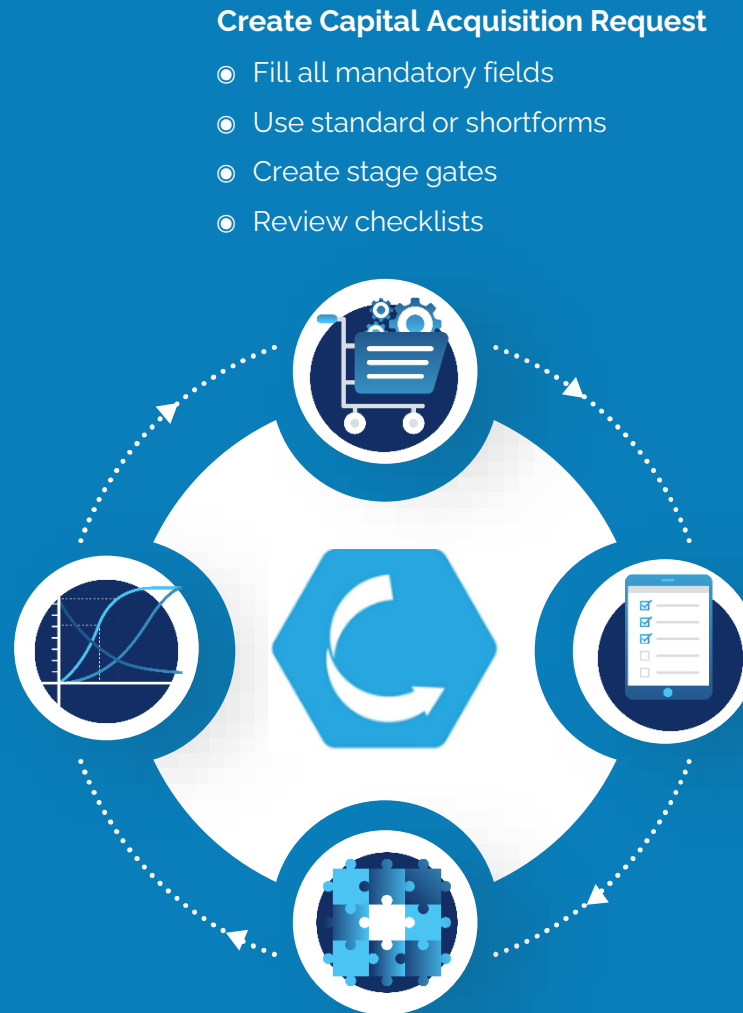 Create Capital Acquisition Request
Fill all mandatory fields
Use standard or shortforms
Create stage gates
Review checklists